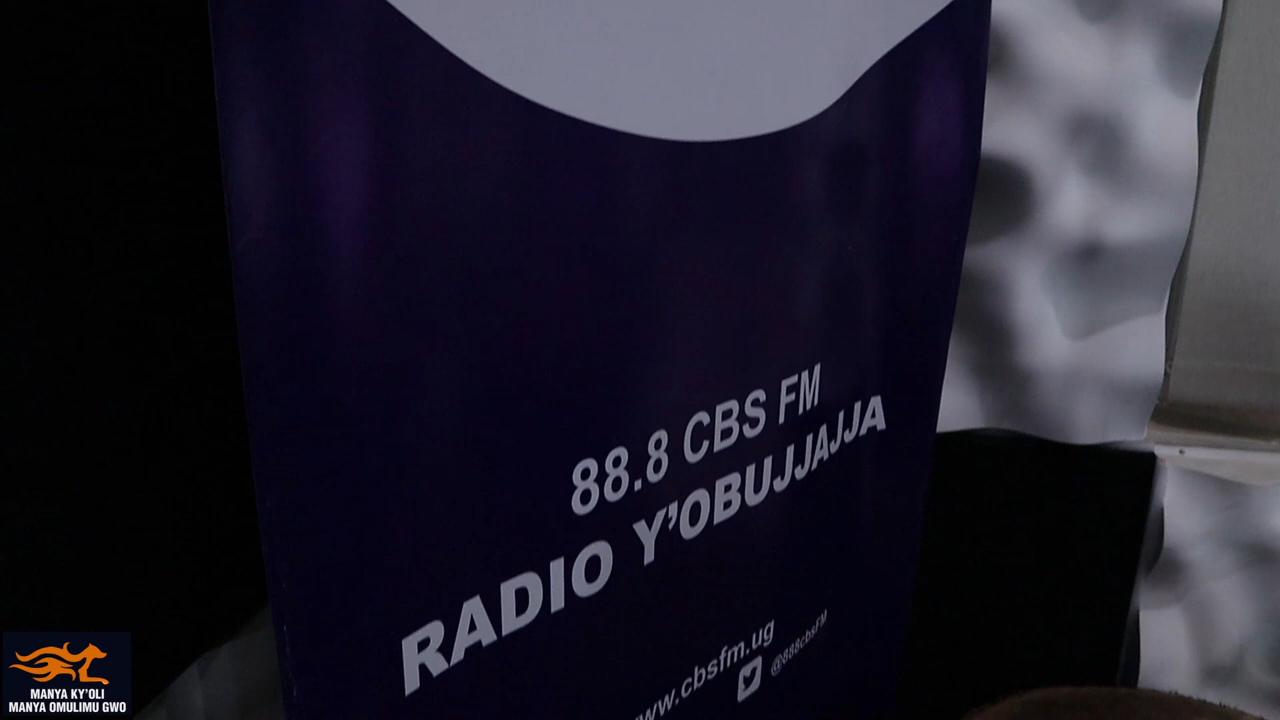 88.8 CBS FM
RADIO Y'OBUJJAJJA
www.cbsfm.ug
@888cbsFM
MANYA KY'OLI
MANYA OMULIMU GWO